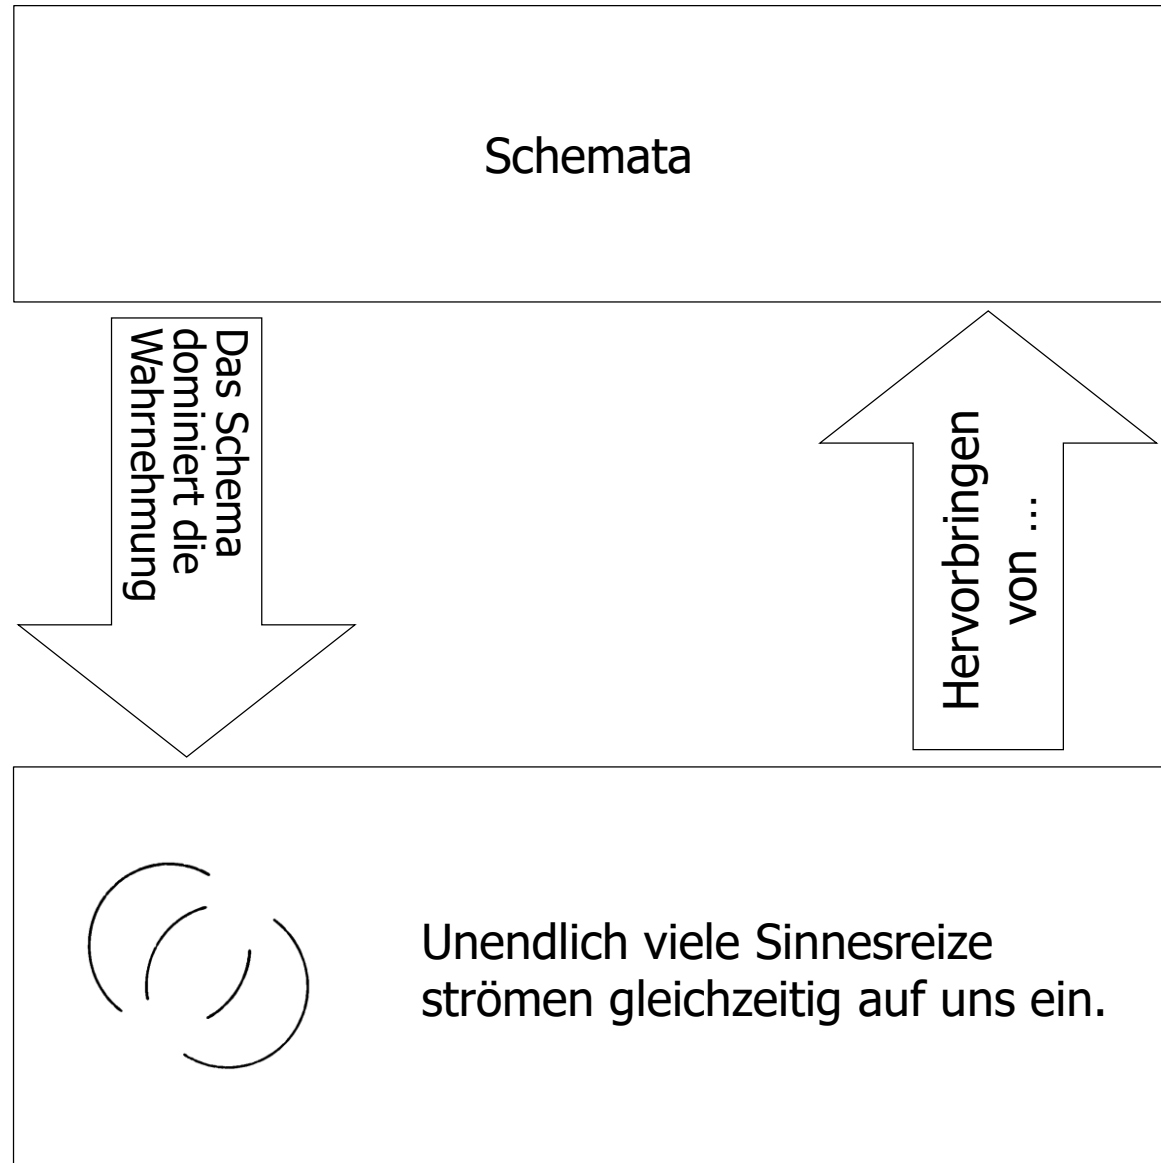 Schemata
Das Schema
dominiert die
Wahrnehmung
Hervorbringen
von ...
Unendlich viele Sinnesreize
strömen gleichzeitig auf uns ein.